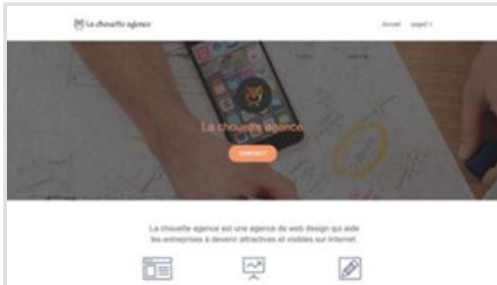 La chouette agence
Accueil page2
La chouette agence
CONTACT
La chouette agence est une agence de web design qui aide
les entreprises à devenir attractives et visibles sur Internet.